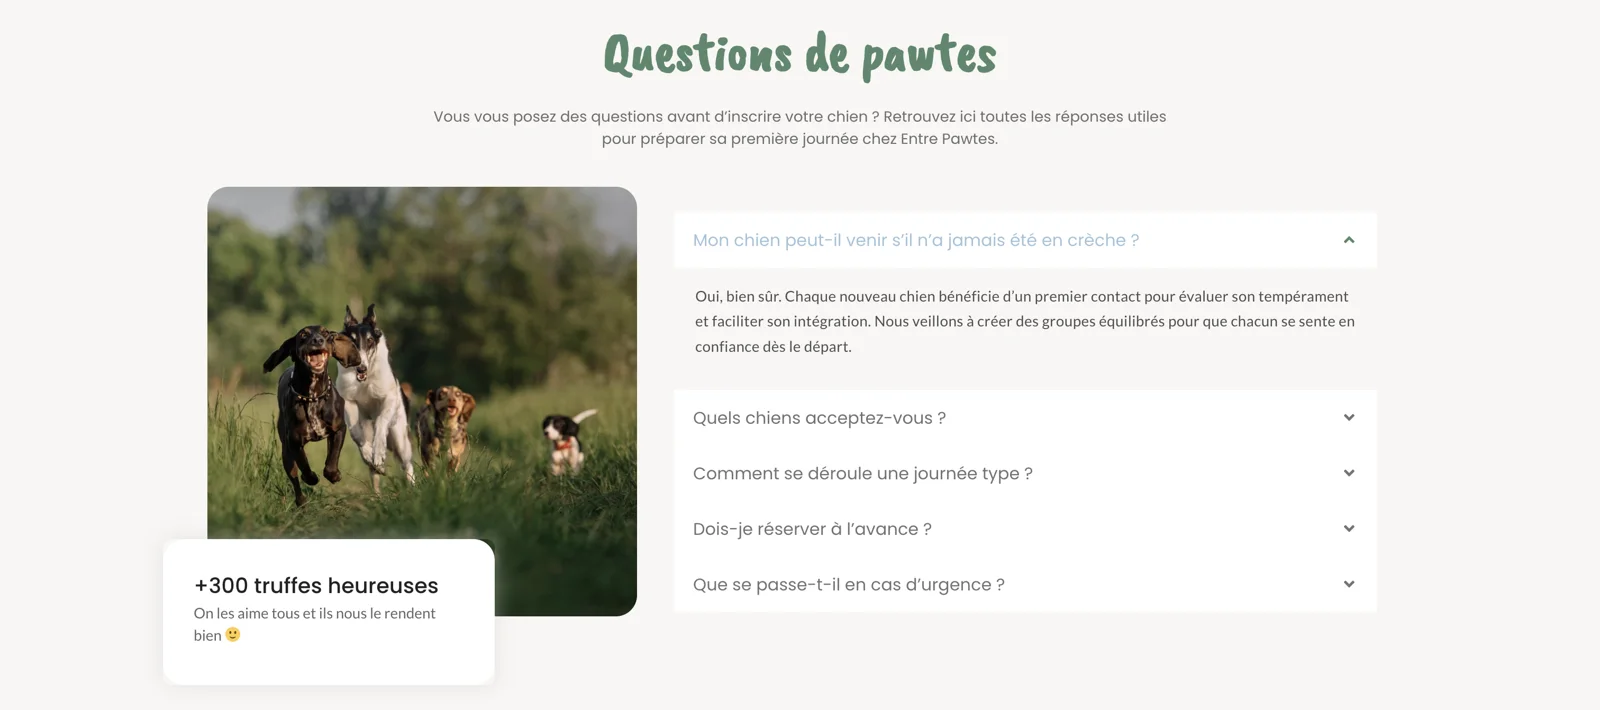 Questions de pawtes
Vous vous posez des questions avant d’inscrire votre chien ? Retrouvez ici toutes les réponses utiles
pour préparer sa première journée chez Entre Pawtes.
Mon chien peut-il venir s’il n’a jamais été en crèche ?
Oui, bien sûr. Chaque nouveau chien bénéficie d’un premier contact pour évaluer son tempérament
et faciliter son intégration. Nous veillons à créer des groupes équilibrés pour que chacun se sente en
confiance dès le départ.
Quels chiens acceptez-vous ?
Comment se déroule une journée type ?
Dois-je réserver à l’avance ?
Que se passe-t-il en cas d’urgence ?
+300 truffes heureuses
On les aime tous et ils nous le rendent
bien 🙂